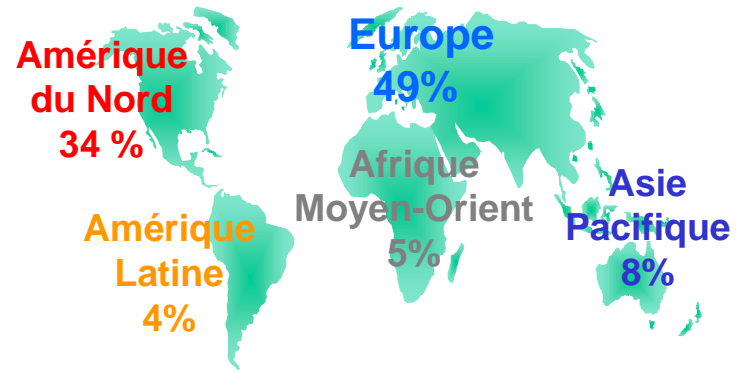 Amérique
du Nord
34 %
Europe
49%
Afrique
Moyen-Orient
5%
Asie
Pacifique
8%
Amérique
Latine
4%